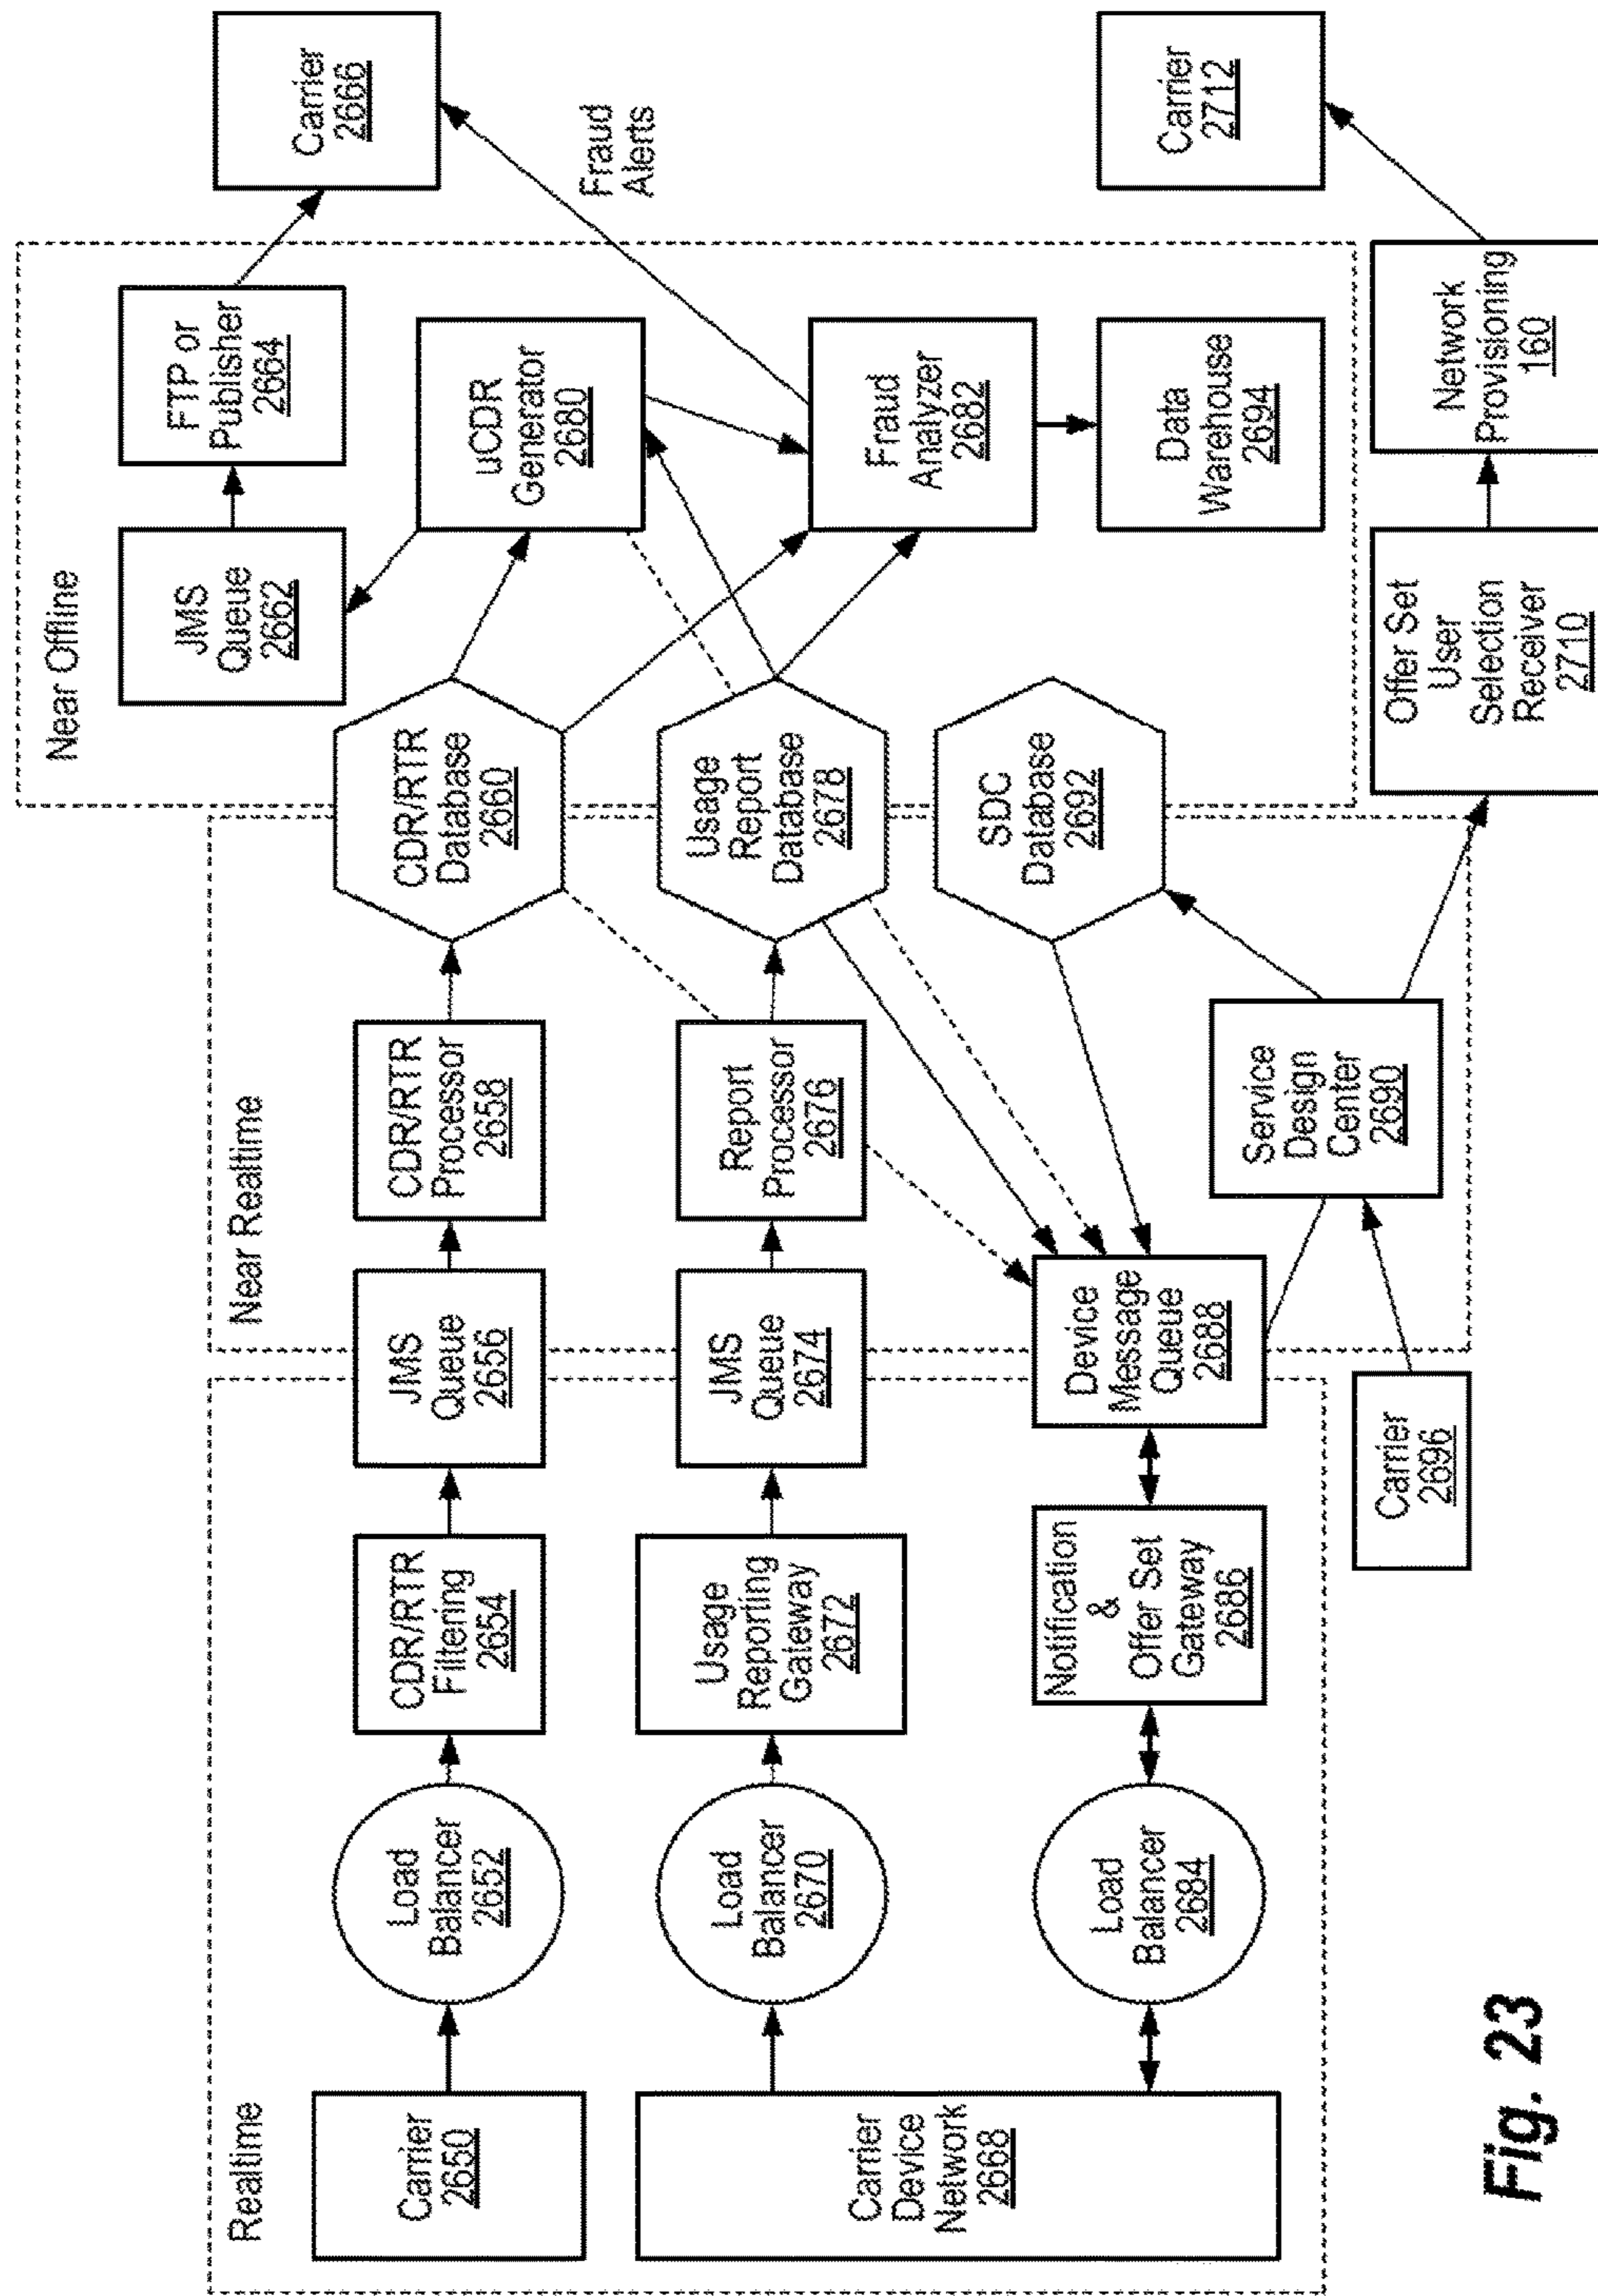 Realtime
Near Realtime
Near Offline
Carrier
2650
Load
Balancer
2652
CDR/RTR
Filtering
2654
JMS
Queue
2656
CDR/RTR
Processor
2658
CDR/RTR
Database
2660
JMS
Queue
2662
FTP or
Publisher
2664
Carrier
2666
Carrier
Device
Network
2668
Load
Balancer
2670
Usage
Reporting
Gateway
2672
JMS
Queue
2674
Report
Processor
2676
Usage
Report
Database
2678
uCDR
Generator
2680
Fraud
Alerts
Fraud
Analyzer
2682
Load
Balancer
2684
Notification
&
Offer Set
Gateway
2686
Device
Message
Queue
2688
SDC
Database
2692
Data
Warehouse
2694
Service
Design
Center
2690
Carrier
2696
Offer Set
User
Selection
Receiver
2710
Network
Provisioning
160
Carrier
2712
Fig. 23